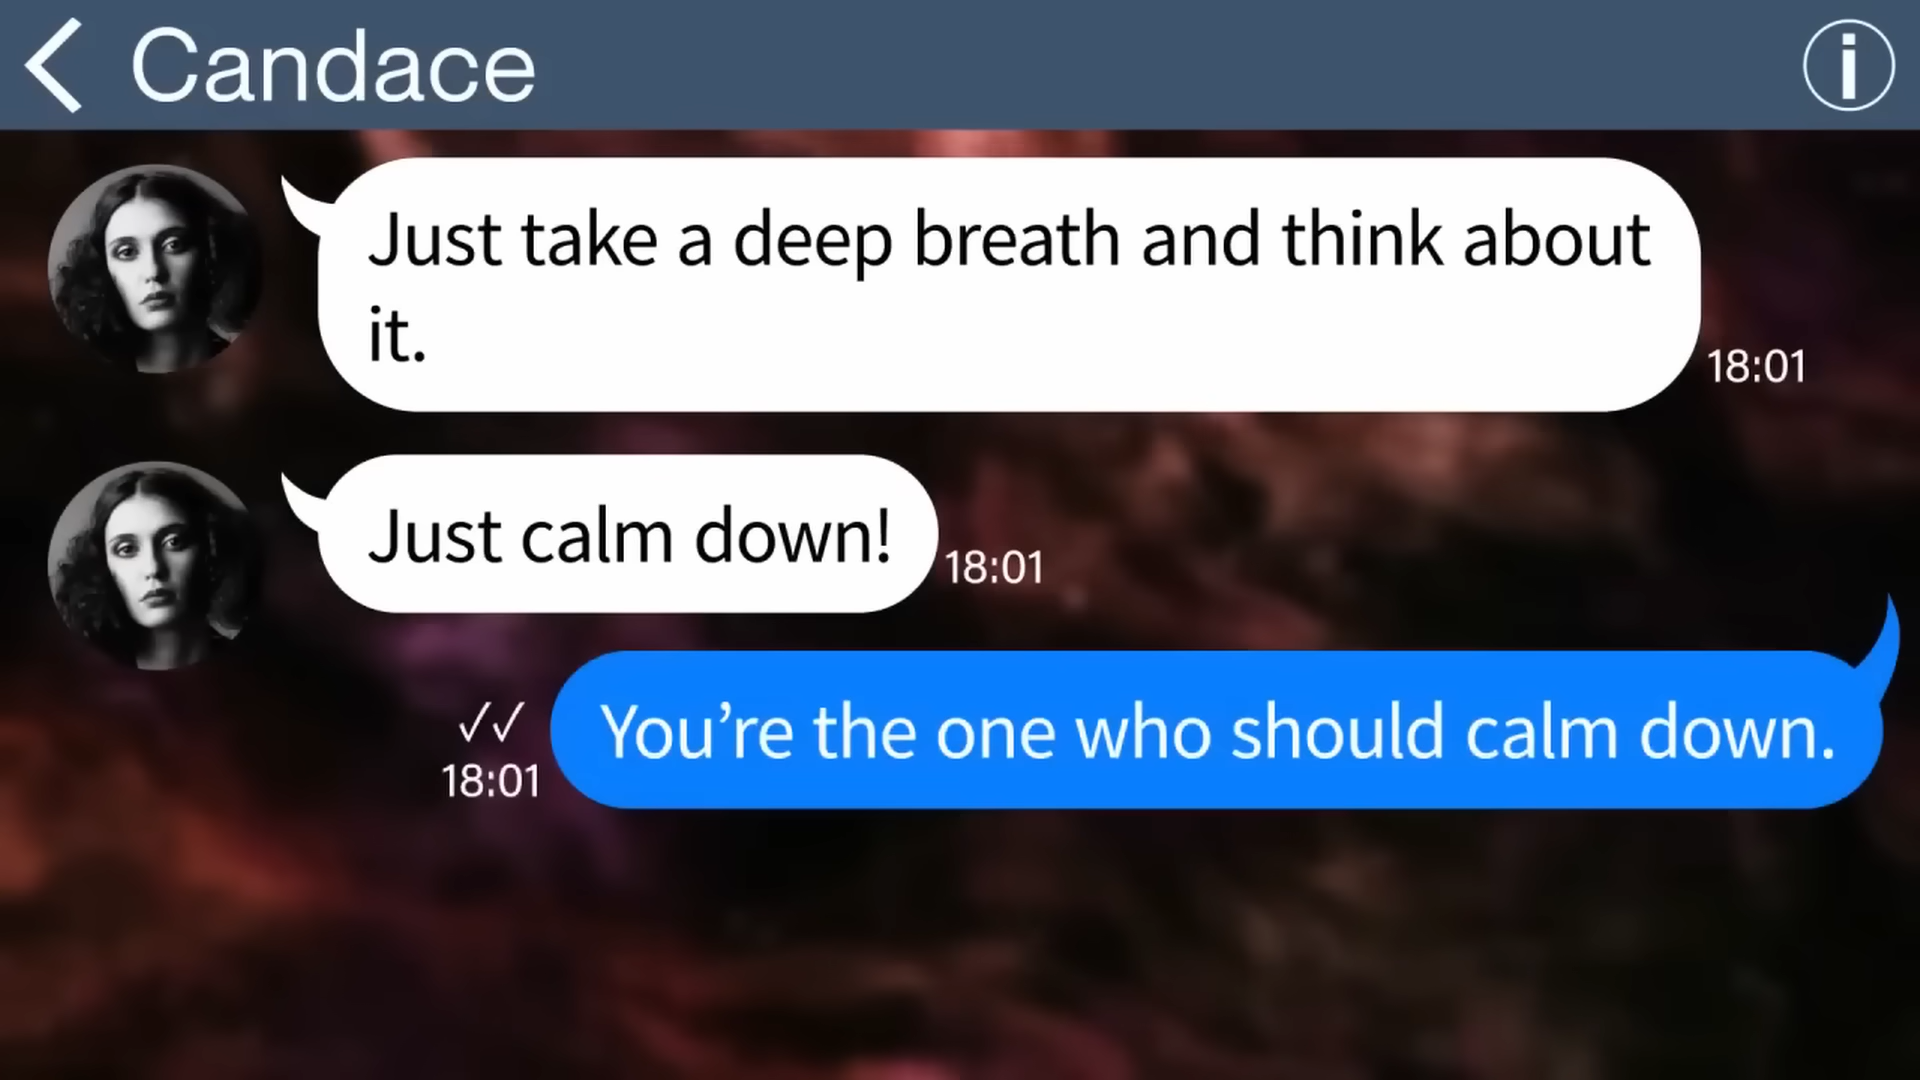 Candace
Just take a deep breath and think about
it.
18:01
Just calm down!
18:01
You’re the one who should calm down.
18:01